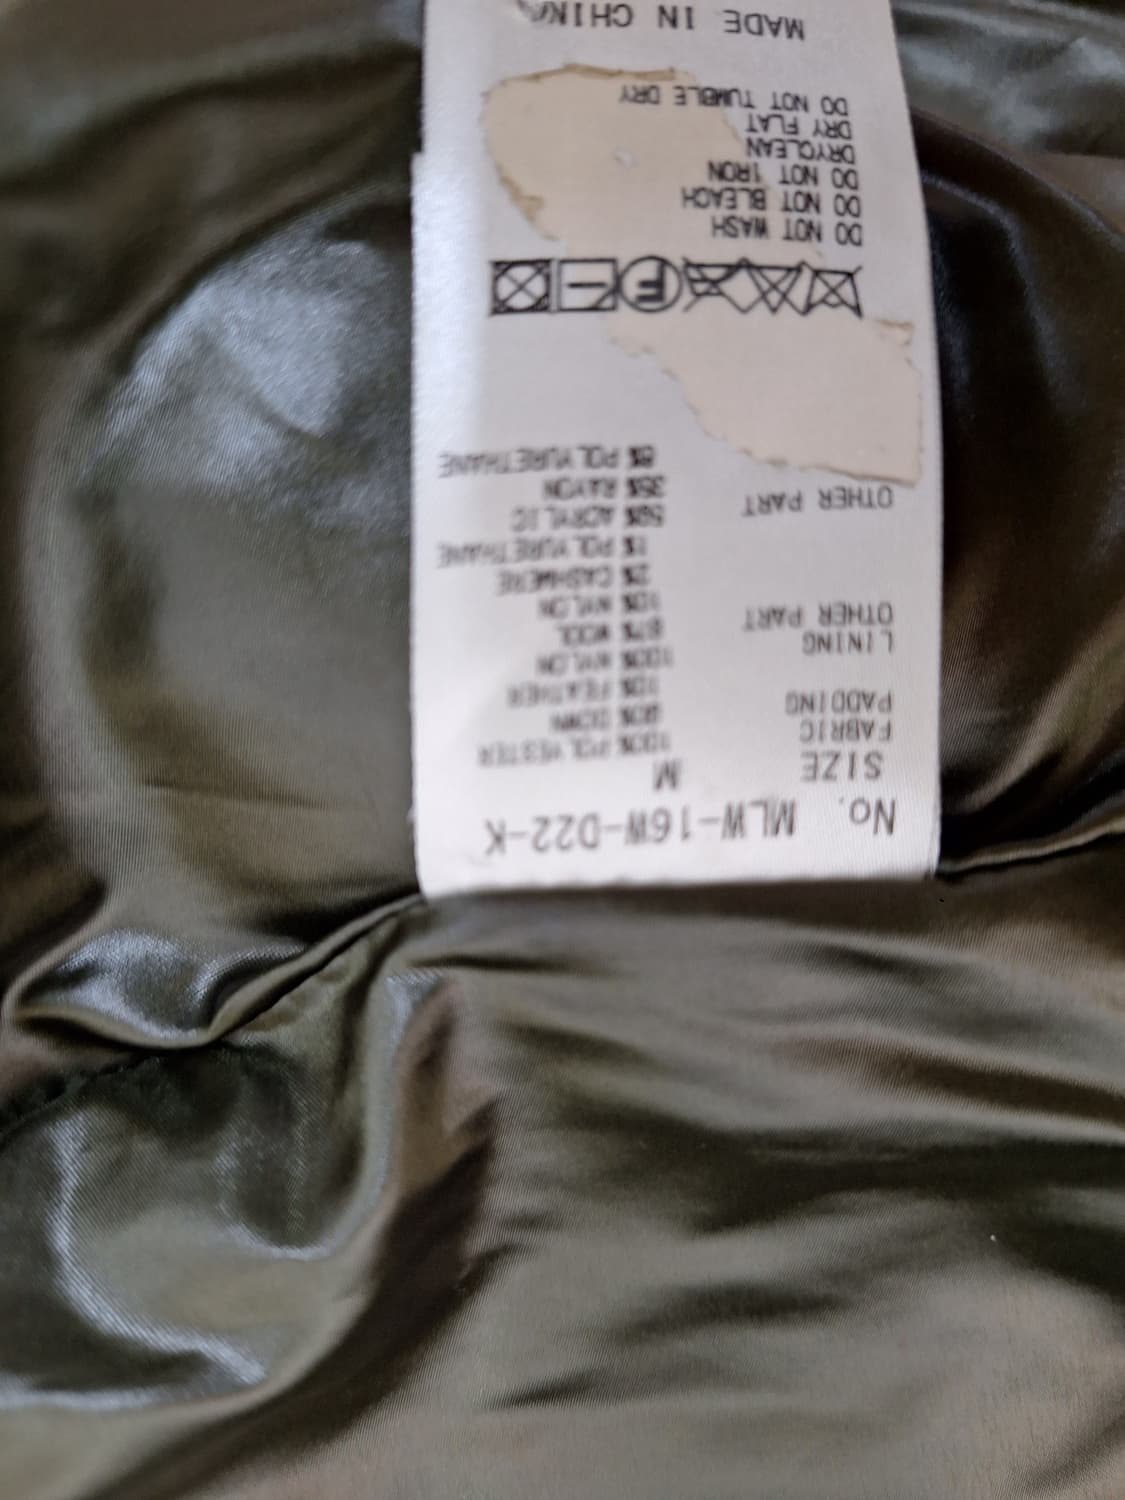 No. MLW-16W-D22-K
SIZE M
FABRIC 100% POLYESTER
PADDING 90% DOWN
10% FEATHER
LINING 100% NYLON
OTHER PART 87% WOOL
10% NYLON
2% CASHMERE
1% POLYURETHANE
OTHER PART 59% ACRYLIC
35% RAYON
6% POLYURETHANE
F
DO NOT WASH
DO NOT BLEACH
DO NOT IRON
DRYCLEAN
DRY FLAT
DO NOT TUMBLE DRY
MADE IN CHINA